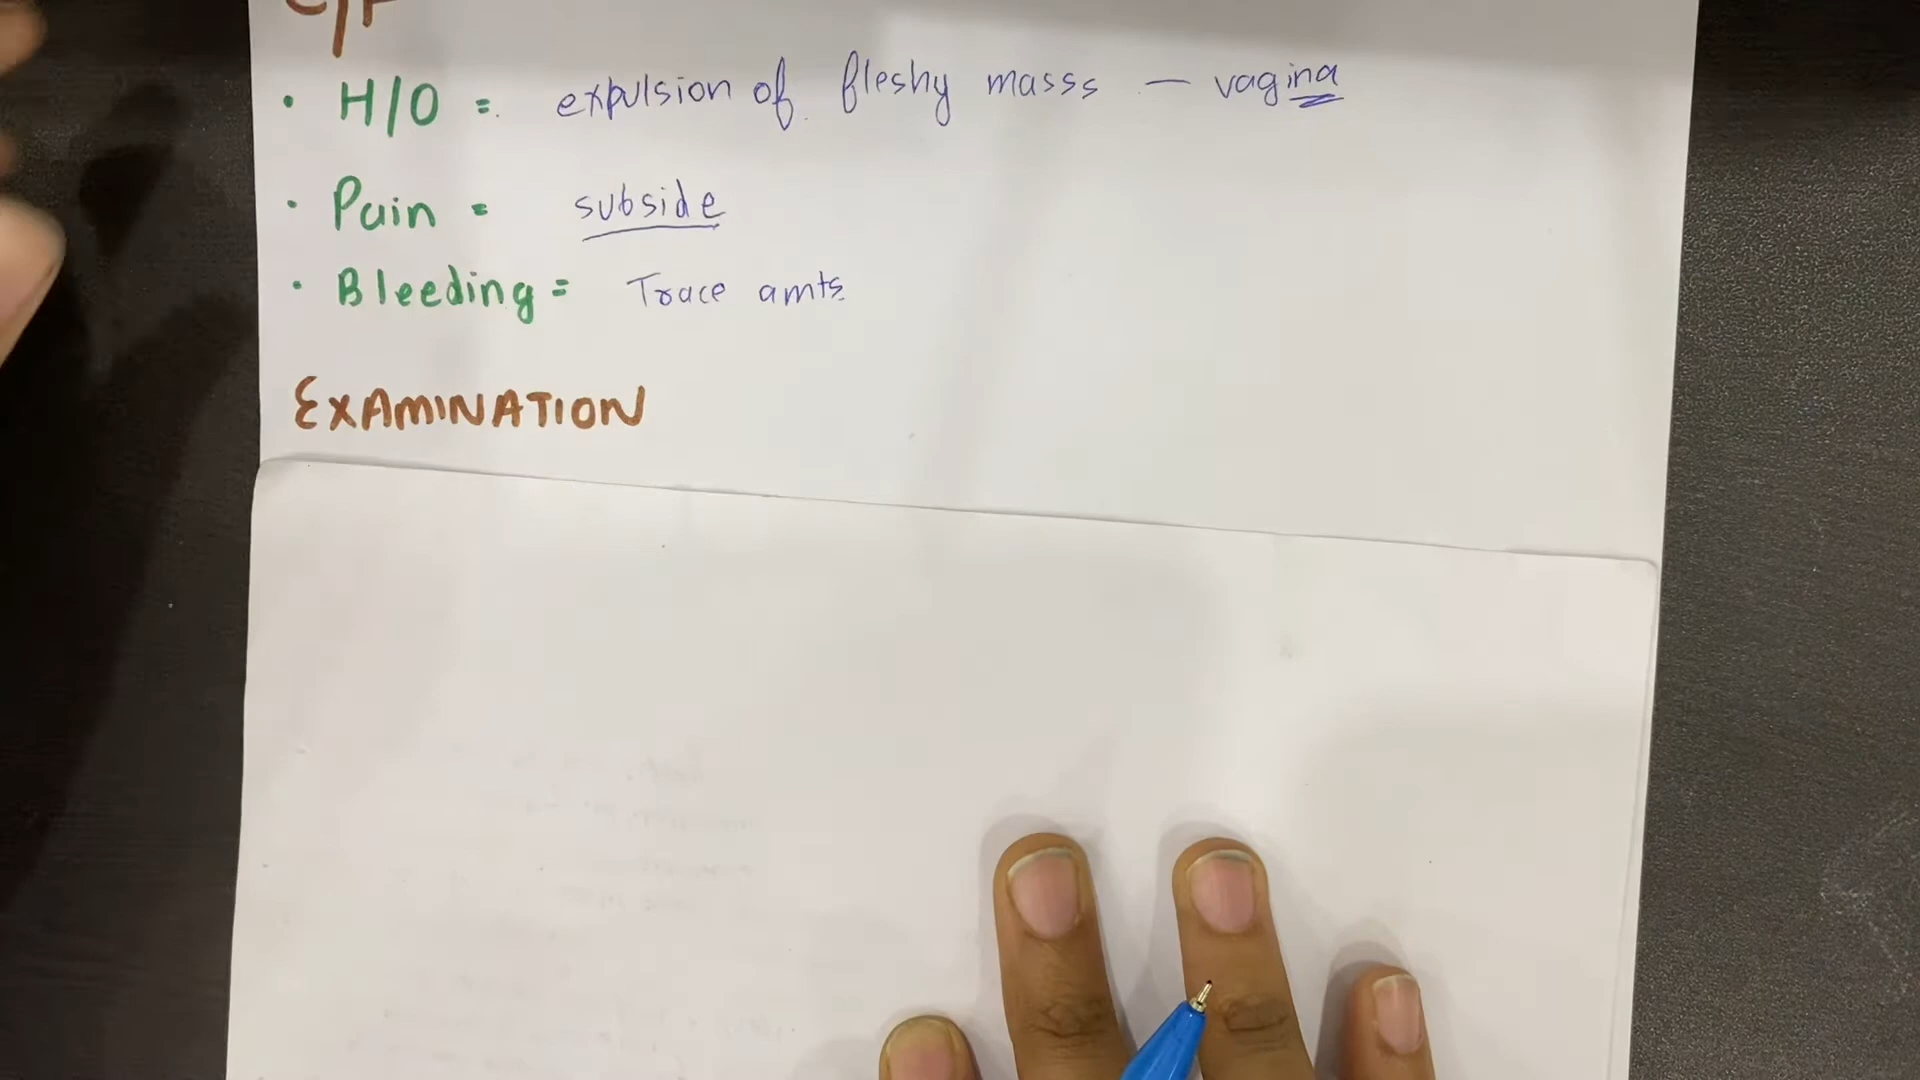 C/F
• H/O = expulsion of fleshy masss — vagina
• Pain = subside
• Bleeding = Trace amts
EXAMINATION